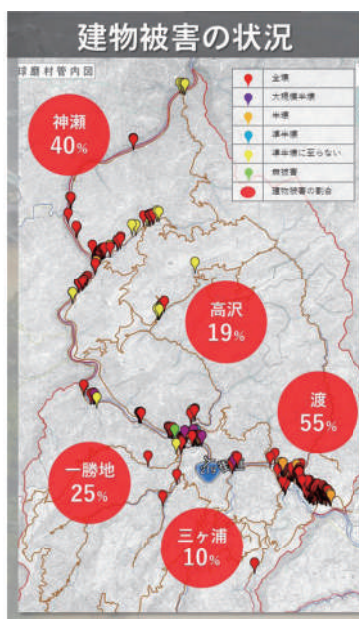 建物被害の状況
球磨村管内図
全壊
大規模半壊
半壊
準半壊
準半壊に至らない
無被害
建物被害の割合
神瀬
40%
高沢
19%
渡
55%
一勝地
25%
三ヶ浦
10%